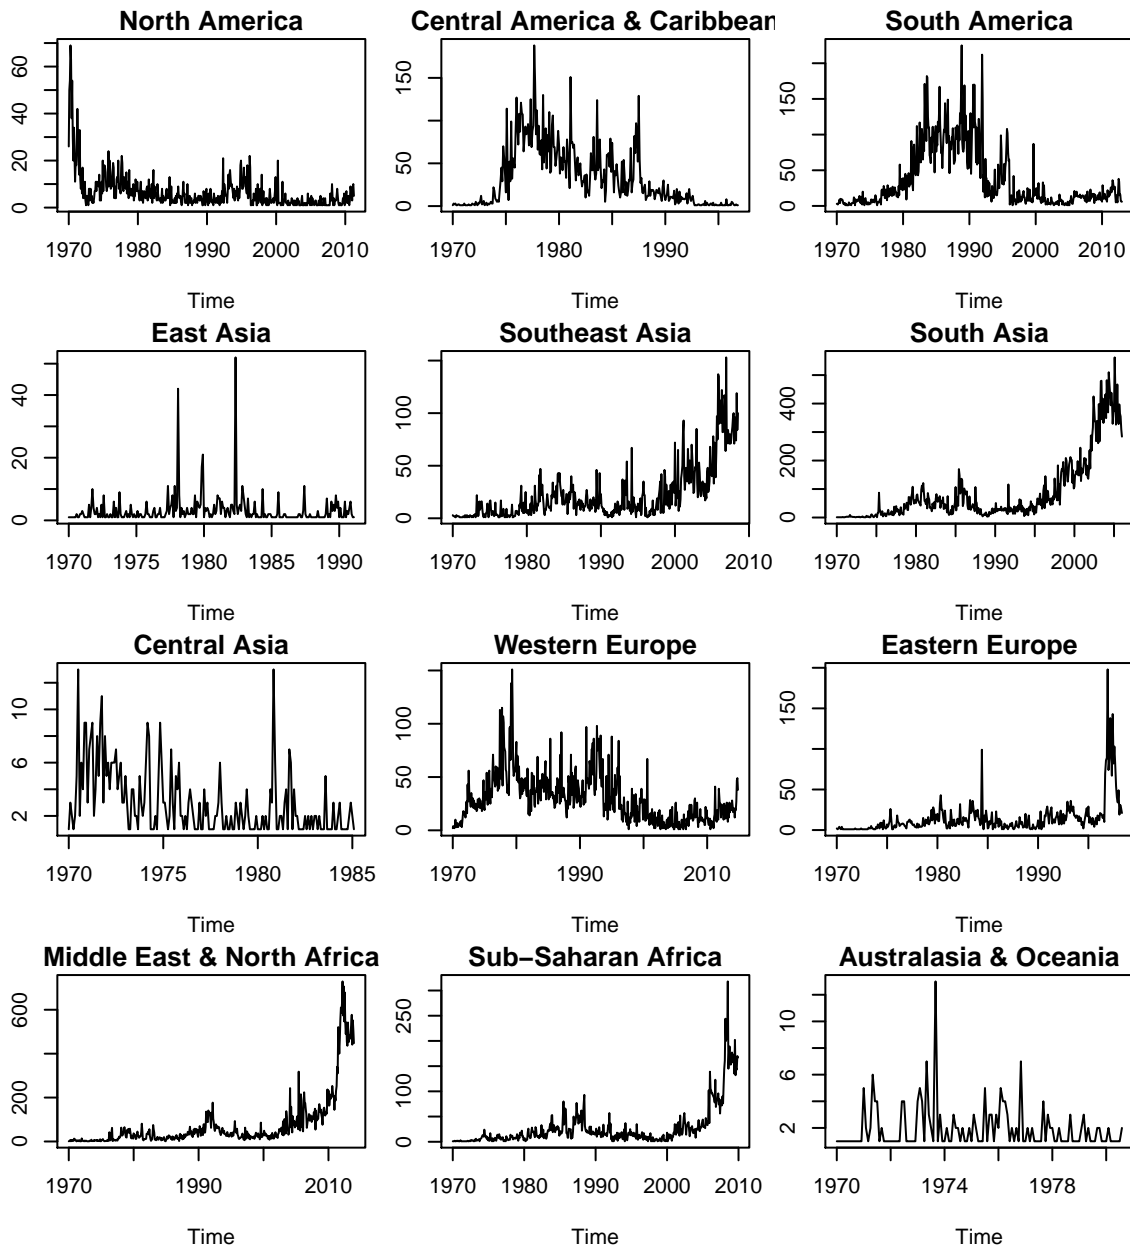 North America Central America & Caribbean South America
60
40
20
0
1970 1980 1990 2000 2010
Time
150
100
50
0
1970 1980 1990
Time
150
50
0
1970 1980 1990 2000 2010
Time
East Asia Southeast Asia South Asia
40
20
0
1970 1975 1980 1985 1990
Time
100
50
0
1970 1980 1990 2000 2010
Time
400
200
0
1970 1980 1990 2000
Time
Central Asia Western Europe Eastern Europe
10
6
2
1970 1975 1980 1985
Time
150
100
50
0
1970 1990 2010
Time
150
50
0
1970 1980 1990
Time
Middle East & North Africa Sub−Saharan Africa Australasia & Oceania
600
200
0
1970 1990 2010
Time
250
100
0
1970 1980 1990 2000 2010
Time
10
6
2
1970 1974 1978
Time